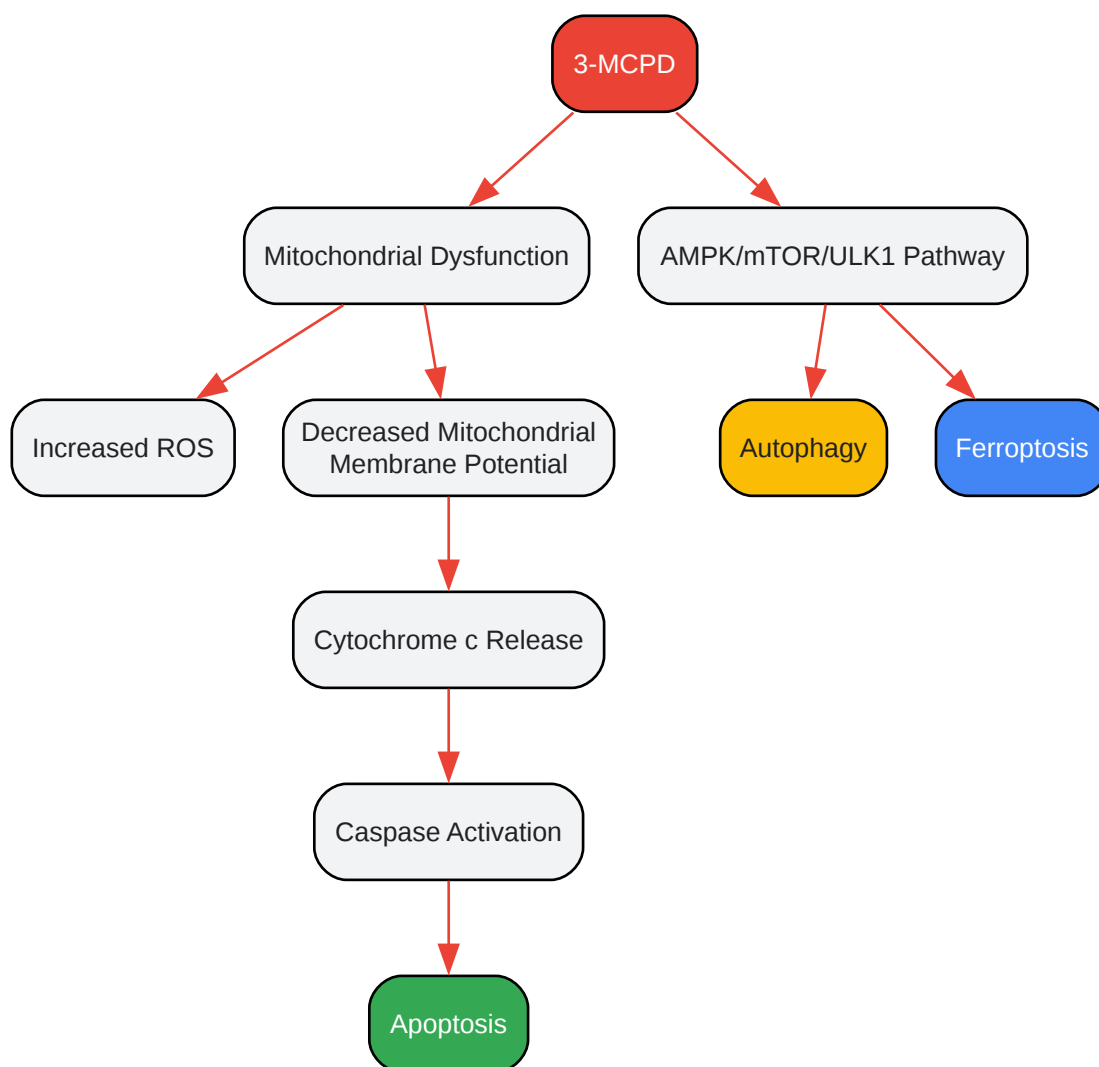 3-MCPD
Mitochondrial Dysfunction
AMPK/mTOR/ULK1 Pathway
Increased ROS
Decreased Mitochondrial
Membrane Potential
Autophagy
Ferroptosis
Cytochrome c Release
Caspase Activation
Apoptosis